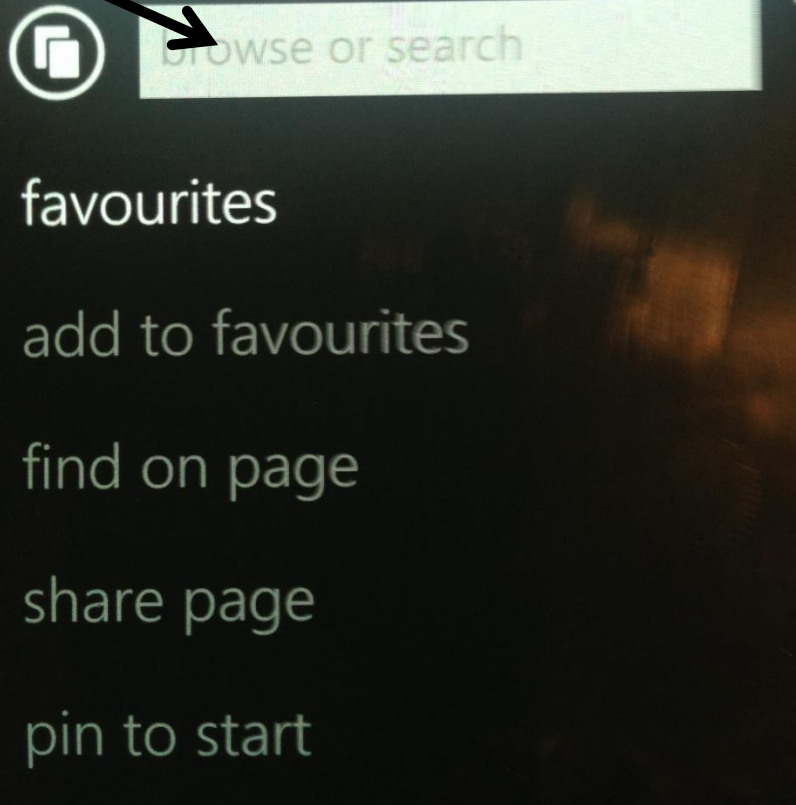 browse or search
favourites
add to favourites
find on page
share page
pin to start